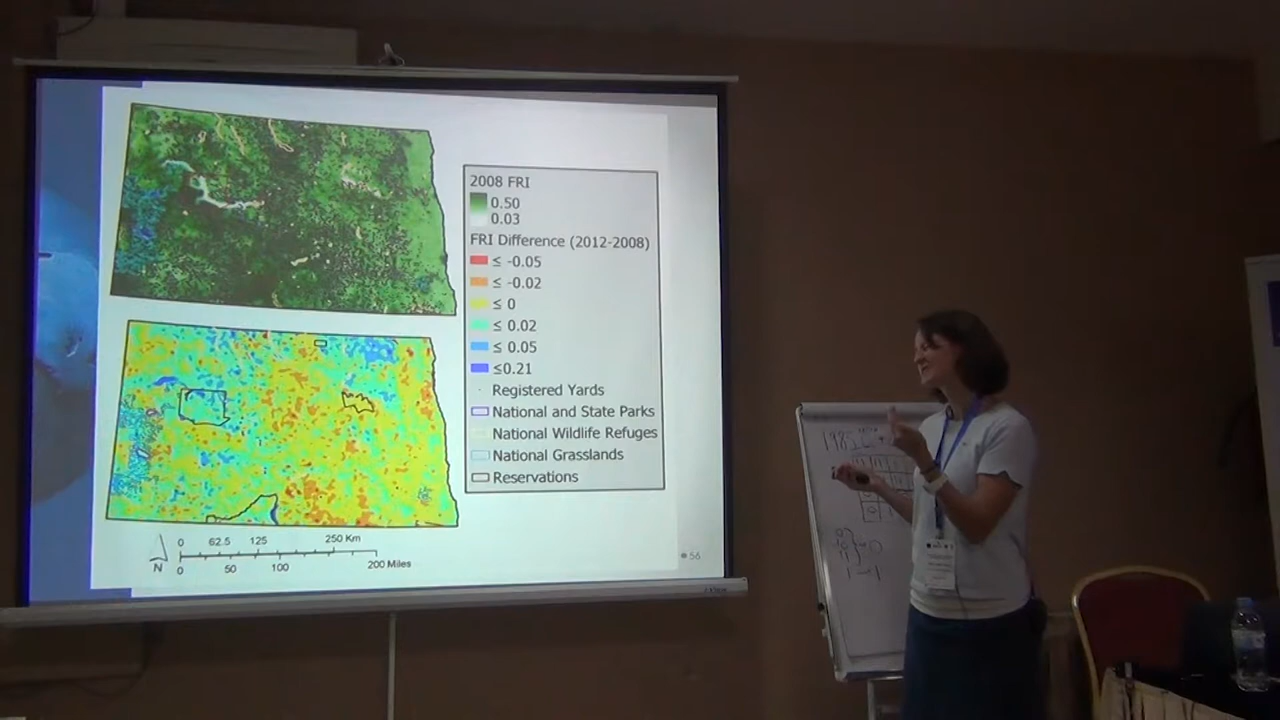 2008 FRI
0.50
0.03
FRI Difference (2012-2008)
≤ -0.05
≤ -0.02
≤ 0
≤ 0.02
≤ 0.05
≤0.21
Registered Yards
National and State Parks
National Wildlife Refuges
National Grasslands
Reservations
0 62.5 125 250 Km
0 50 100 200 Miles
N
56
1985